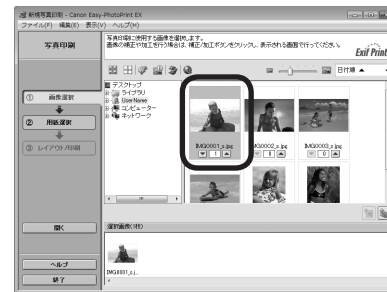 新規写真印刷 - Canon Easy-PhotoPrint EX
ファイル(F) 編集(E) 表示(V) ヘルプ(H)
写真印刷
写真印刷に使用する画像を選択します。
画像の補正や加工を行う場合は、補正/加工ボタンをクリックし、表示される画面で行ってください。
Exif Print
日付順
① 画像選択
② 用紙選択
③ レイアウト/印刷
デスクトップ
ライブラリ
UserName
コンピューター
ネットワーク
IMG0001_s.jpg
IMG0002_s.jpg
IMG0003_s.jpg
1
0
0
開く
選択画像(1枚)
ヘルプ
終了
IMG0001_s.j...